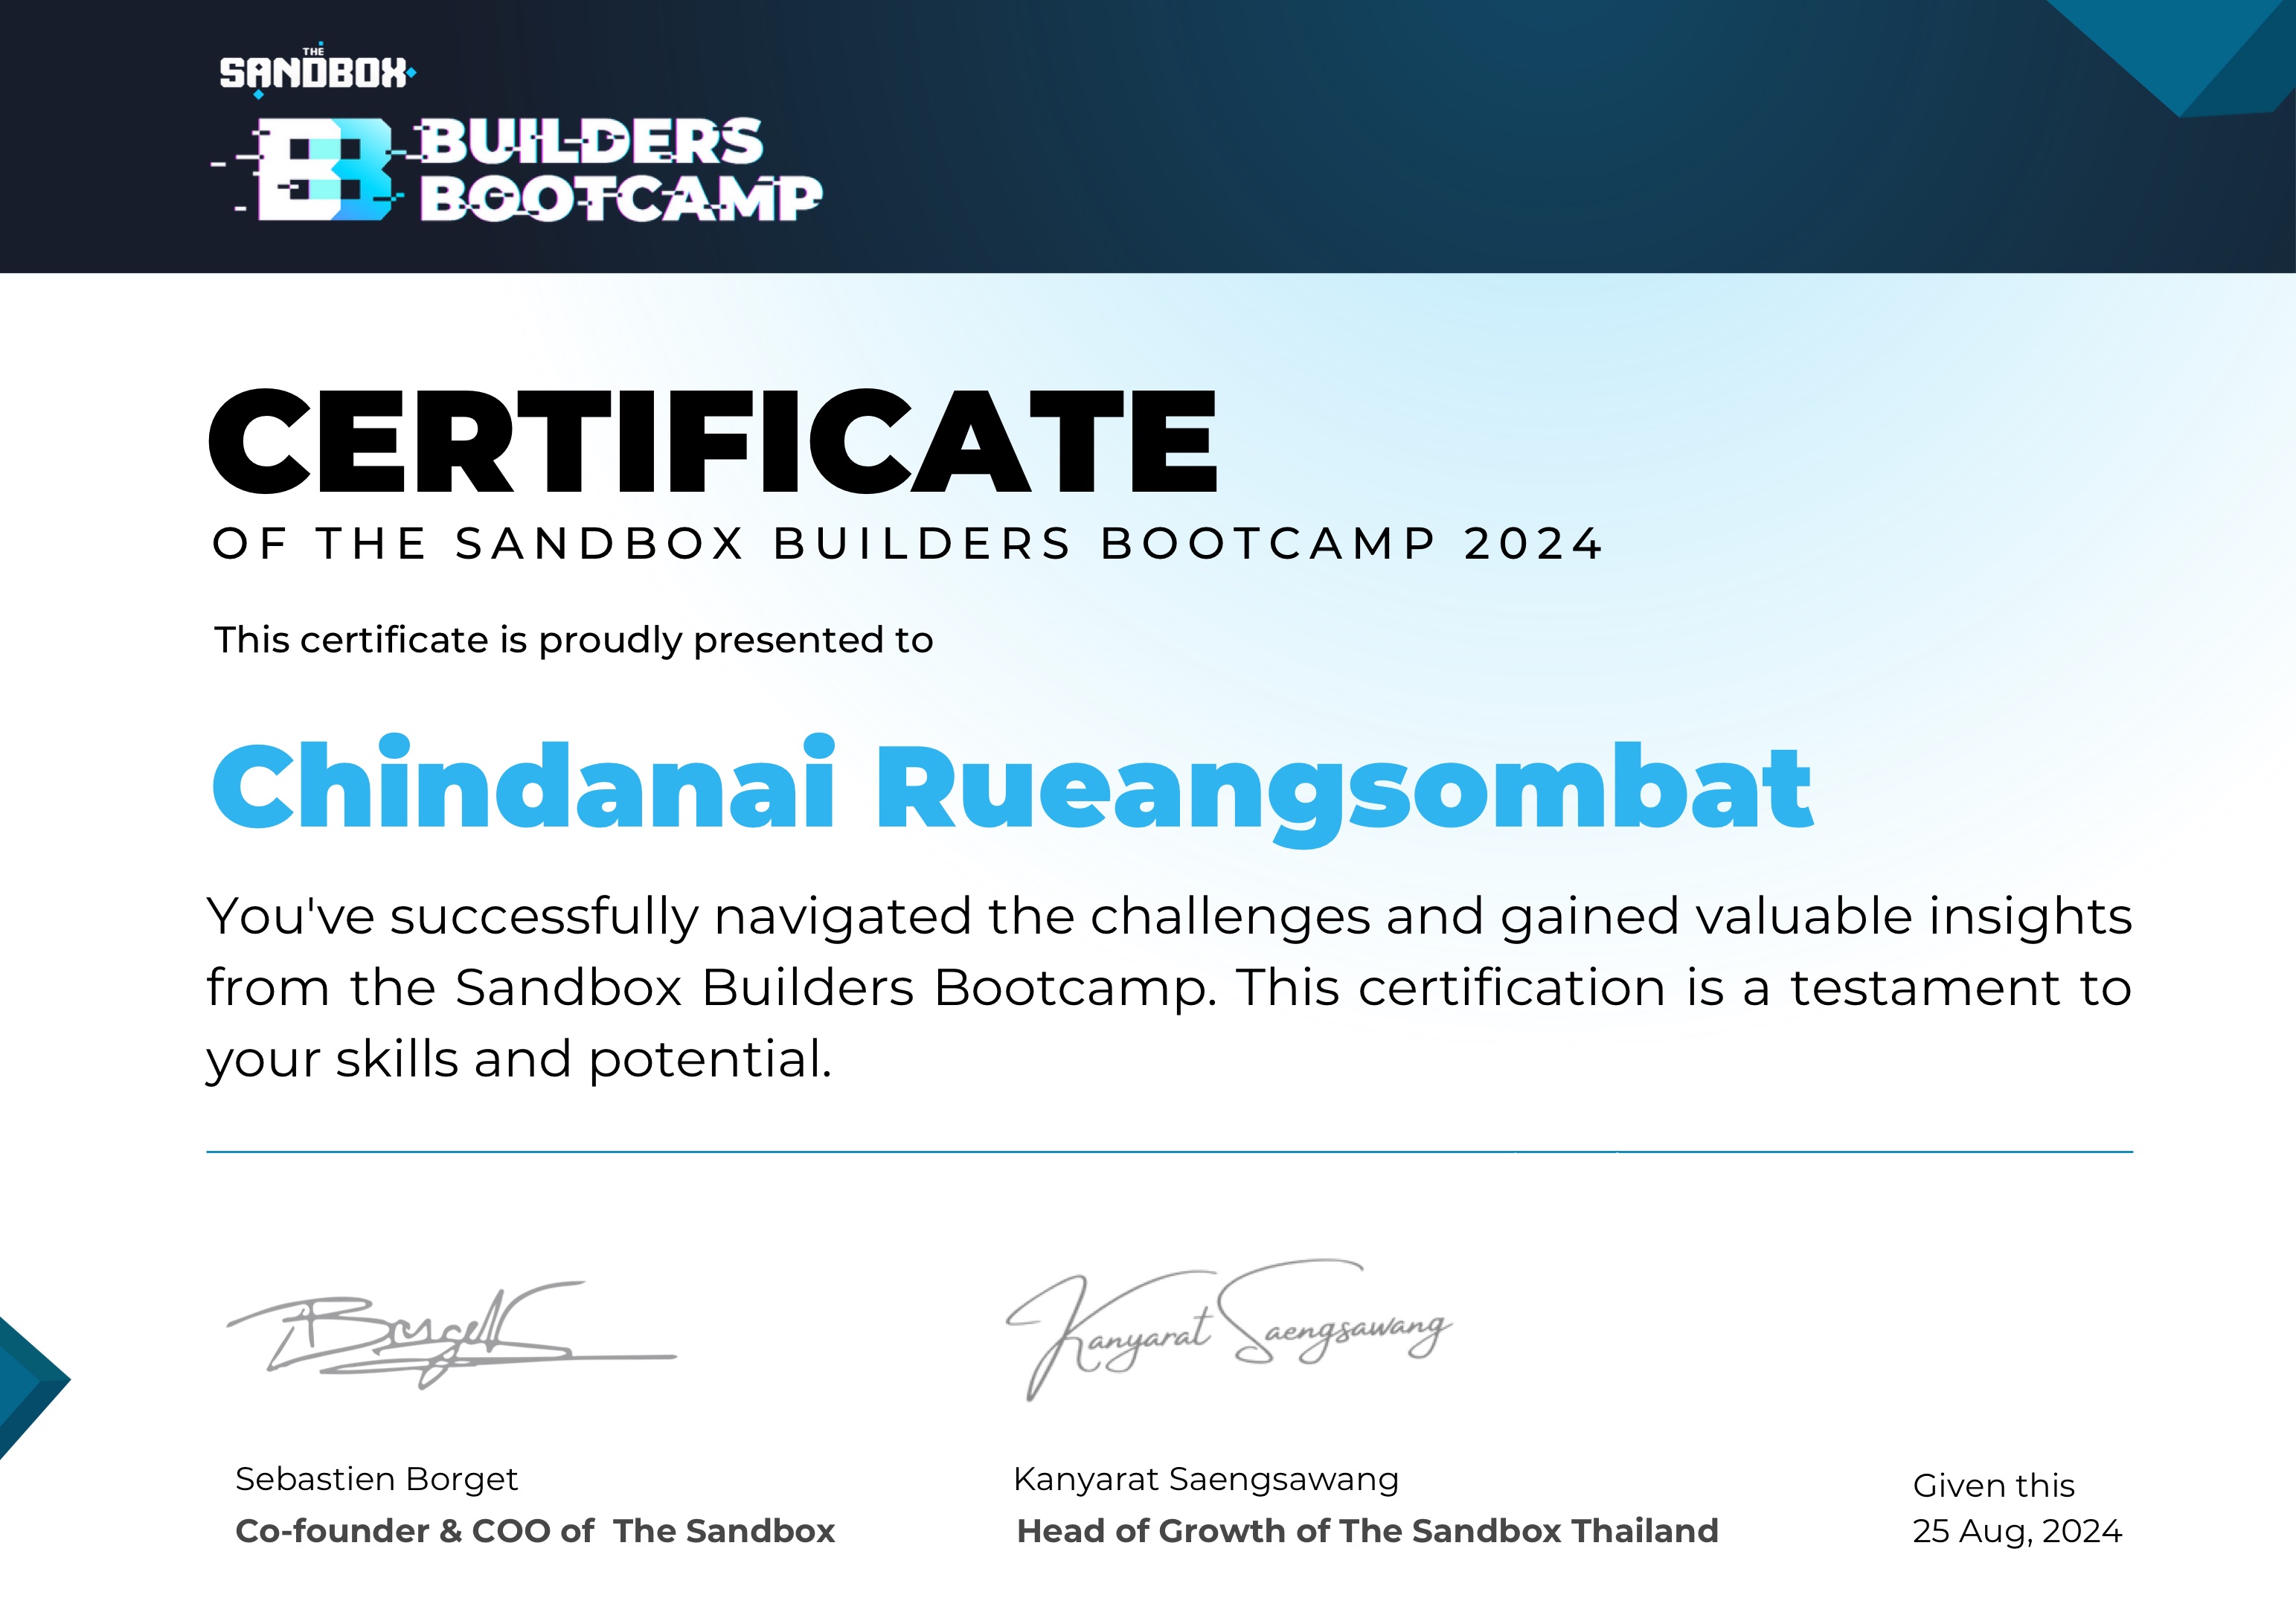 THE
SANDBOX
BUILDERS
BOOTCAMP
CERTIFICATE
OF THE SANDBOX BUILDERS BOOTCAMP 2024
This certificate is proudly presented to
Chindanai Rueangsombat
You've successfully navigated the challenges and gained valuable insights
from the Sandbox Builders Bootcamp. This certification is a testament to
your skills and potential.
Borget
Kanyarat Saengsawang
Sebastien Borget
Co-founder & COO of The Sandbox
Kanyarat Saengsawang
Head of Growth of The Sandbox Thailand
Given this
25 Aug, 2024